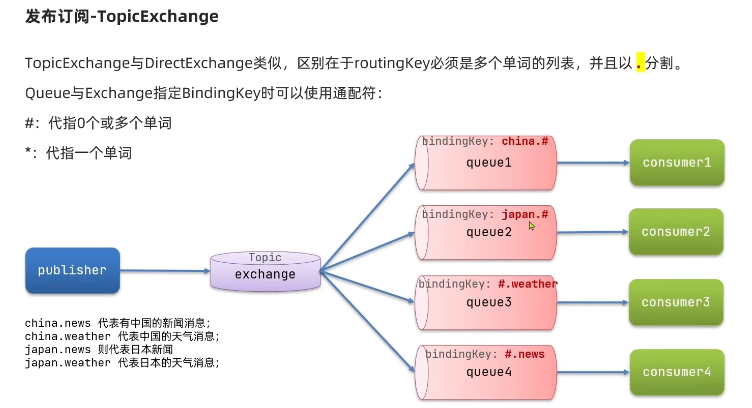 发布订阅-TopicExchange
TopicExchange与DirectExchange类似，区别在于routingKey必须是多个单词的列表，并且以 . 分割。
Queue与Exchange指定BindingKey时可以使用通配符：
#：代指0个或多个单词
*：代指一个单词
bindingKey: china.#
queue1
consumer1
bindingKey: japan.#
queue2
consumer2
publisher
Topic
exchange
bindingKey: #.weather
queue3
consumer3
bindingKey: #.news
queue4
consumer4
china.news 代表有中国的新闻消息;
china.weather 代表中国的天气消息;
japan.news 则代表日本新闻
japan.weather 代表日本的天气消息;